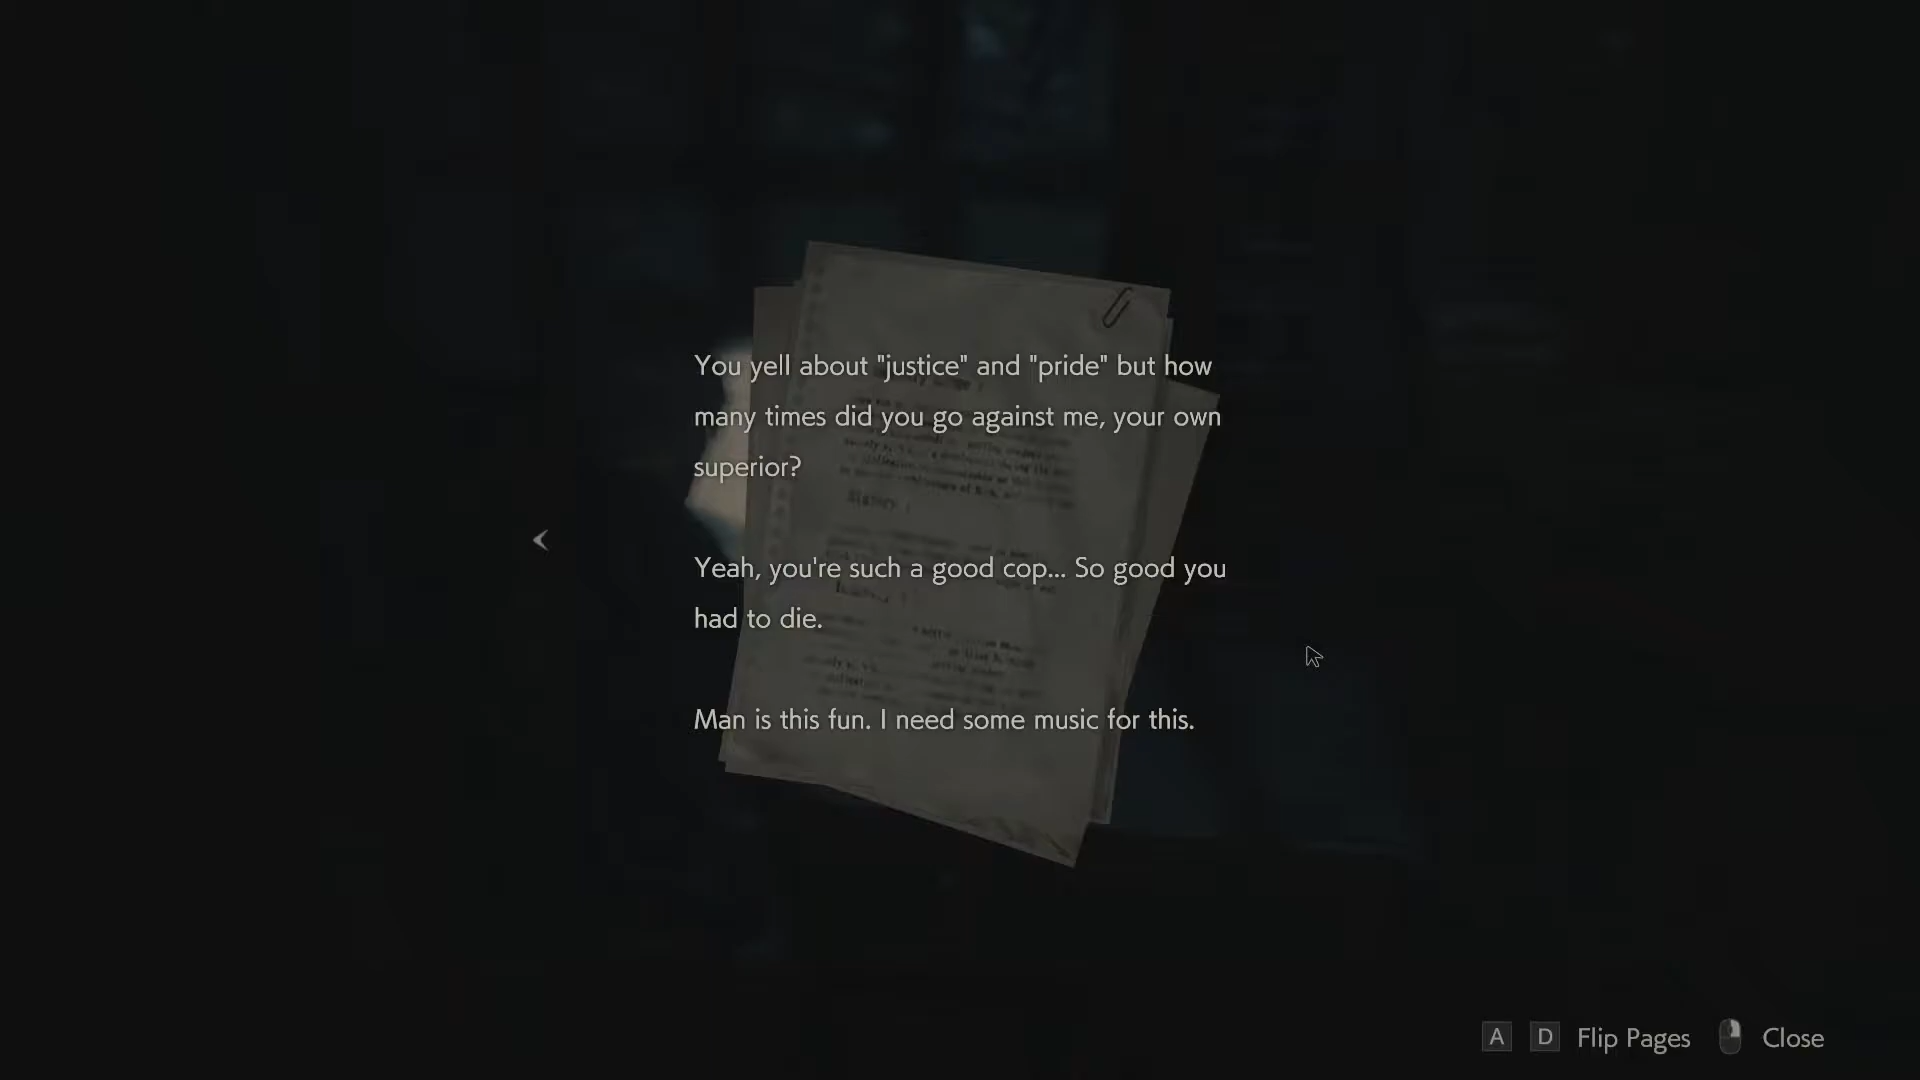 You yell about "justice" and "pride" but how
many times did you go against me, your own
superior?
Yeah, you're such a good cop... So good you
had to die.
Man is this fun. I need some music for this.
A D Flip Pages Close